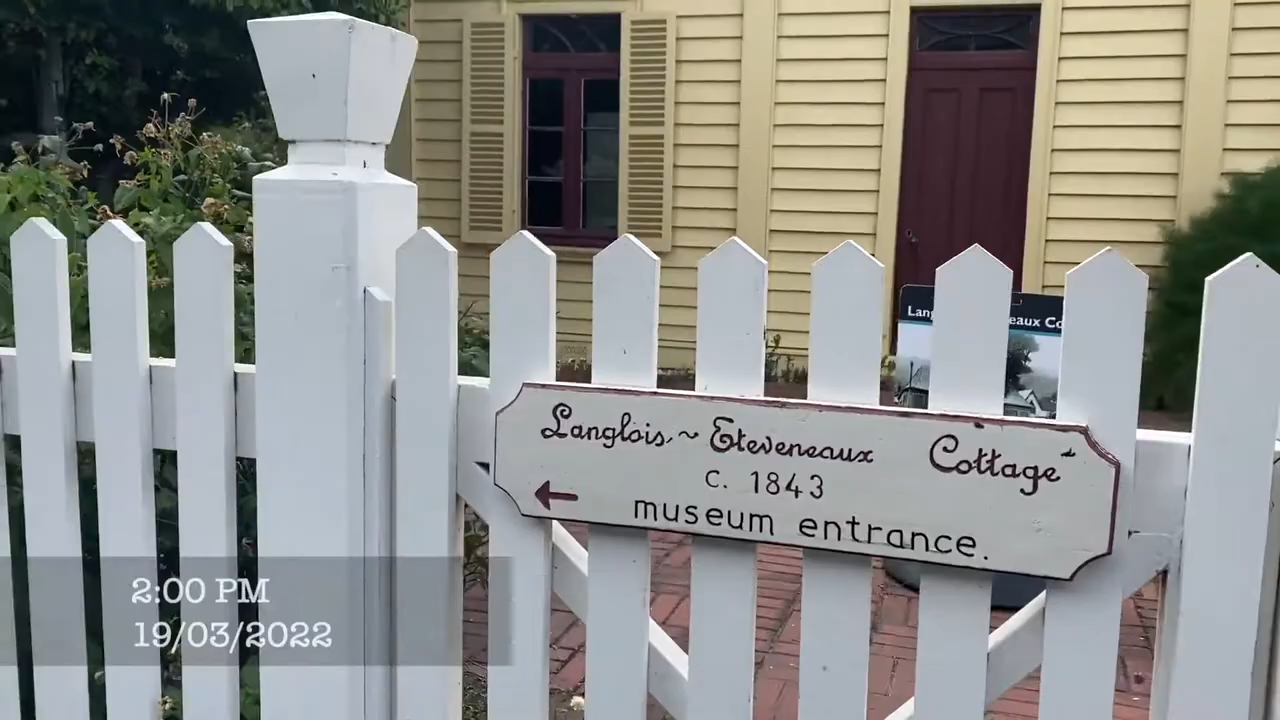 Langlois ~ Eteveneaux Cottage
c. 1843
museum entrance.
2:00 PM
19/03/2022